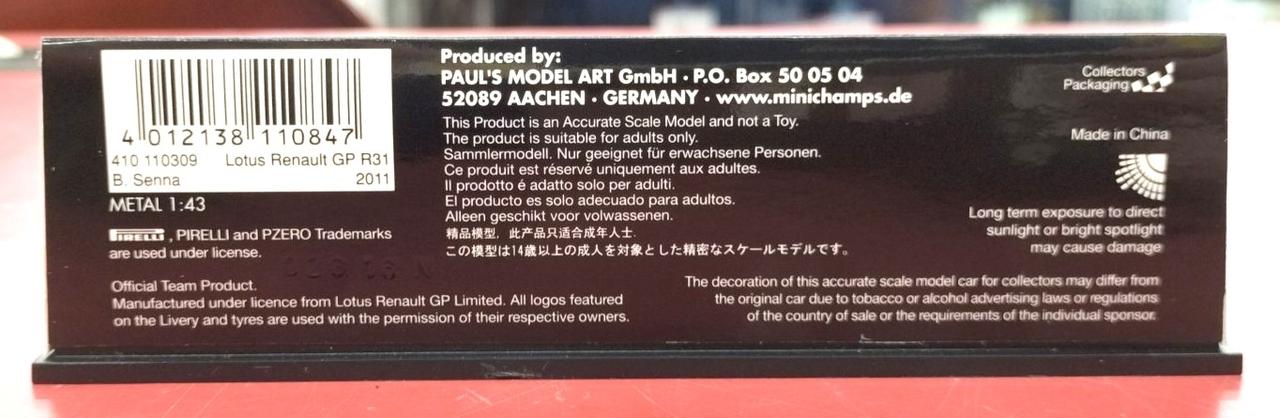 4 012138 110847
410 110309 Lotus Renault GP R31
B. Senna 2011
METAL 1:43
PIRELLI, PIRELLI and PZERO Trademarks
are used under license.
Official Team Product.
Manufactured under licence from Lotus Renault GP Limited. All logos featured
on the Livery and tyres are used with the permission of their respective owners.
Produced by:
PAUL'S MODEL ART GmbH · P.O. Box 50 05 04
52089 AACHEN · GERMANY · www.minichamps.de
This Product is an Accurate Scale Model and not a Toy.
The product is suitable for adults only.
Sammlermodell. Nur geeignet für erwachsene Personen.
Ce produit est réservé uniquement aux adultes.
Il prodotto é adatto solo per adulti.
El producto es solo adecuado para adultos.
Alleen geschikt voor volwassenen.
精品模型，此产品只适合成年人士.
この模型は14歳以上の成人を対象とした精密なスケールモデルです。
Collectors
Packaging
Made in China
Long term exposure to direct
sunlight or bright spotlight
may cause damage
The decoration of this accurate scale model car for collectors may differ from
the original car due to tobacco or alcohol advertising laws or regulations
of the country of sale or the requirements of the individual sponsor.